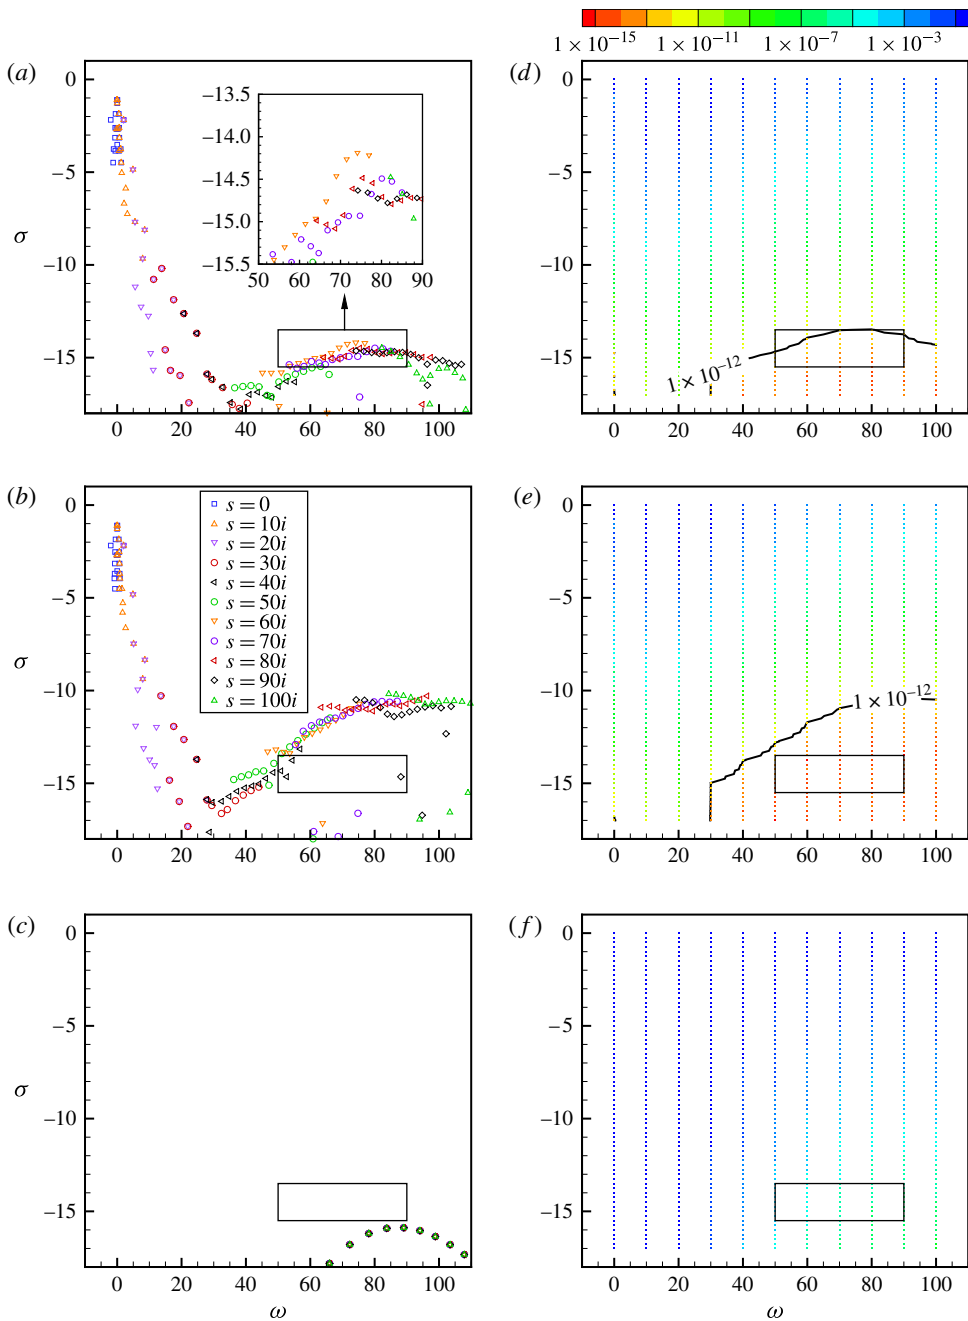 1 × 10−15 1 × 10−11 1 × 10−7 1 × 10−3
(a)
0
−5
−10
−15
σ
0 20 40 60 80 100
−13.5
−14.0
−14.5
−15.0
−15.5
50 60 70 80 90
(d)
0
−5
−10
−15
1 × 10−12
0 20 40 60 80 100
(b)
0
−5
−10
−15
σ
s = 0
s = 10i
s = 20i
s = 30i
s = 40i
s = 50i
s = 60i
s = 70i
s = 80i
s = 90i
s = 100i
0 20 40 60 80 100
(e)
0
−5
−10
−15
1 × 10−12
0 20 40 60 80 100
(c)
0
−5
−10
−15
σ
0 20 40 60 80 100
ω
(f)
0
−5
−10
−15
0 20 40 60 80 100
ω